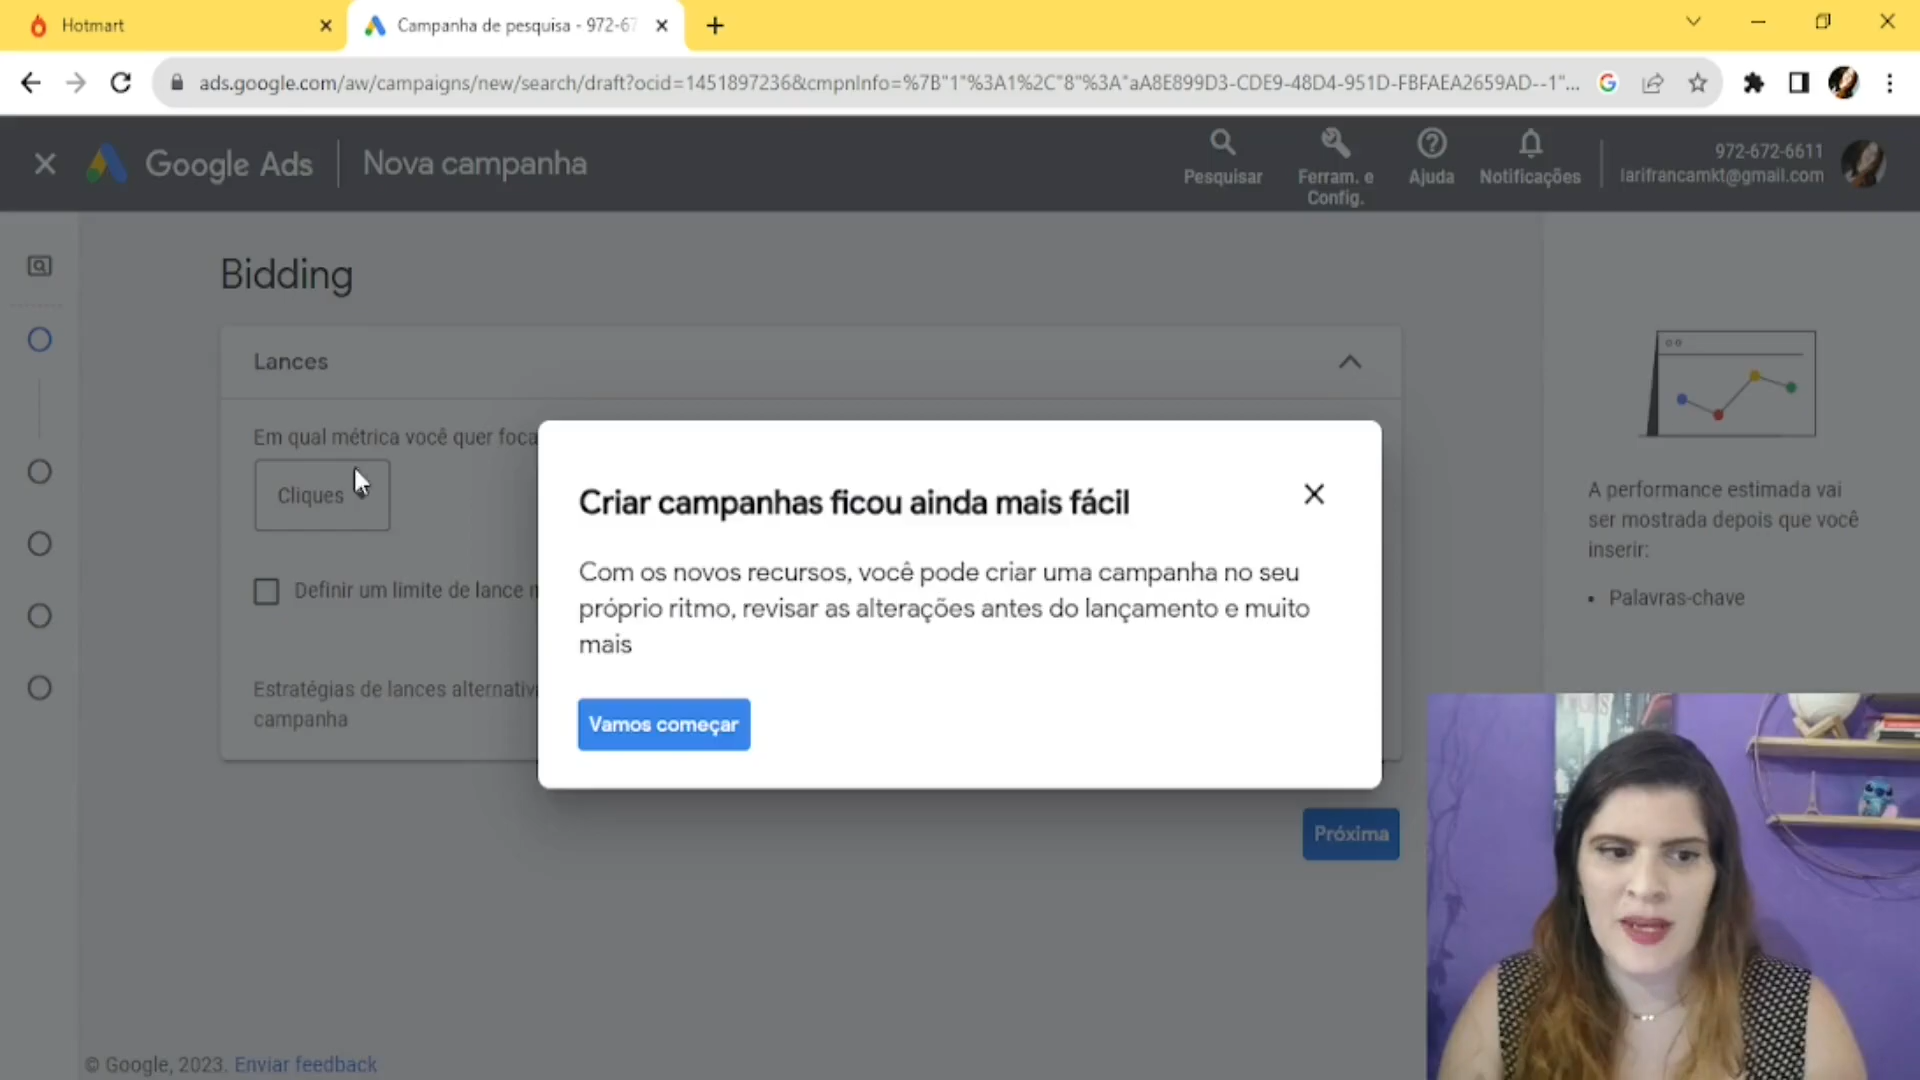 Hotmart
Campanha de pesquisa - 972-67
ads.google.com/aw/campaigns/new/search/draft?ocid=1451897236&cmpnInfo=%7B"1"%3A1%2C"8"%3A"aA8E899D3-CDE9-48D4-951D-FBFAEA2659AD--1"...
Google Ads
Nova campanha
Pesquisar
Ferram. e
Config.
Ajuda
Notificações
972-672-6611
larifrancamkt@gmail.com
Bidding
Lances
Em qual métrica você quer foca
Cliques
Definir um limite de lance
Estratégias de lances alternativ
campanha
Criar campanhas ficou ainda mais fácil
Com os novos recursos, você pode criar uma campanha no seu
próprio ritmo, revisar as alterações antes do lançamento e muito
mais
Vamos começar
Próxima
A performance estimada vai
ser mostrada depois que você
inserir:
• Palavras-chave
© Google, 2023. Enviar feedback